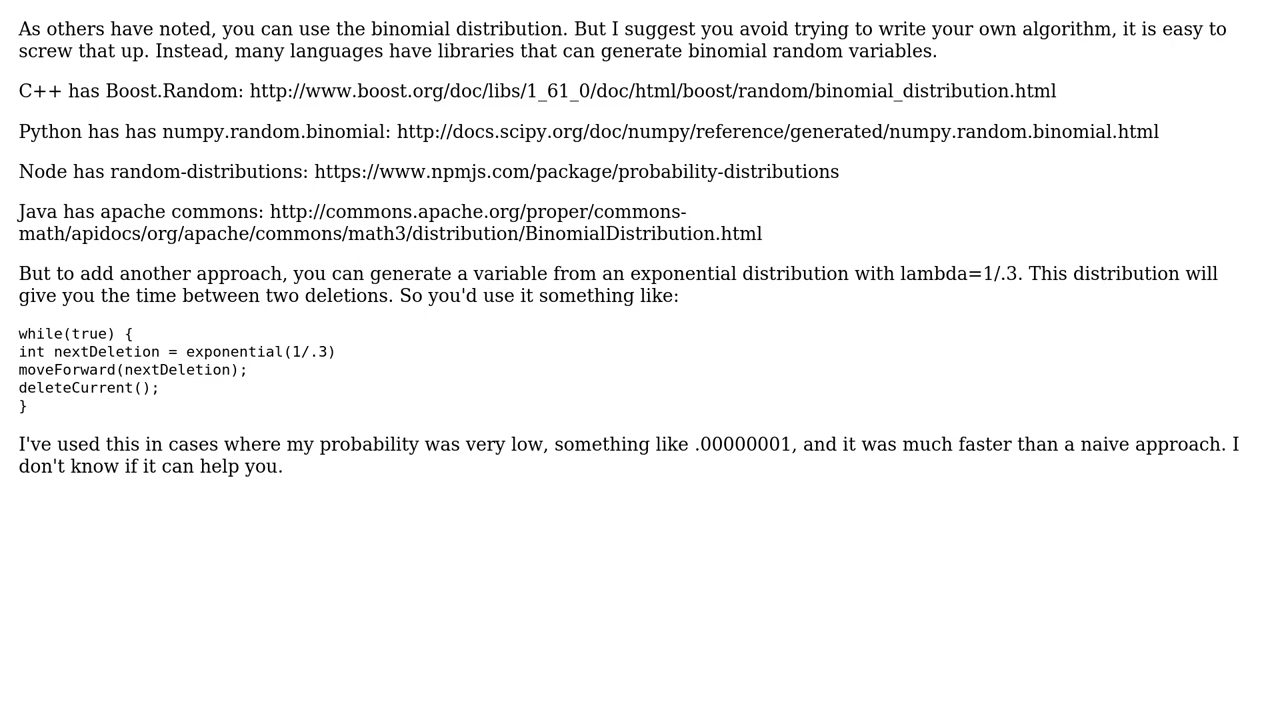 As others have noted, you can use the binomial distribution. But I suggest you avoid trying to write your own algorithm, it is easy to
screw that up. Instead, many languages have libraries that can generate binomial random variables.
C++ has Boost.Random: http://www.boost.org/doc/libs/1_61_0/doc/html/boost/random/binomial_distribution.html
Python has has numpy.random.binomial: http://docs.scipy.org/doc/numpy/reference/generated/numpy.random.binomial.html
Node has random-distributions: https://www.npmjs.com/package/probability-distributions
Java has apache commons: http://commons.apache.org/proper/commons-
math/apidocs/org/apache/commons/math3/distribution/BinomialDistribution.html
But to add another approach, you can generate a variable from an exponential distribution with lambda=1/.3. This distribution will
give you the time between two deletions. So you'd use it something like:
while(true) {
int nextDeletion = exponential(1/.3)
moveForward(nextDeletion);
deleteCurrent();
}
I've used this in cases where my probability was very low, something like .00000001, and it was much faster than a naive approach. I
don't know if it can help you.